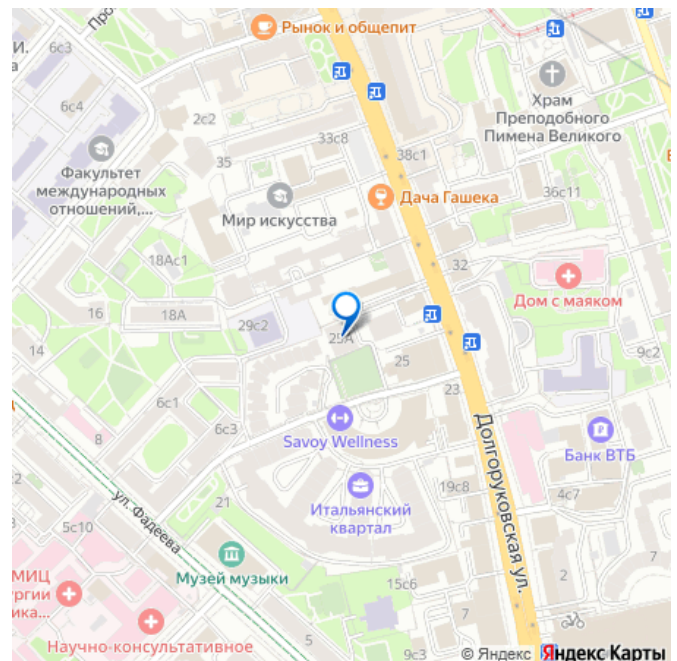 Рынок и общепит
6с3
6с4
2с2
33с8
35
38с1
Храм
Преподобного
Пимена Великого
Факультет
международных
отношений,...
Мир искусства
Дача Гашека
36с11
18Ас1
32
Дом с маяком
16
18А
29с2
25А
25
14
9с2
23
6с1
6с3
8
Savoy Wellness
Банк ВТБ
Долгоруковская ул.
Итальянский
квартал
19с8
4с7
21
ул. Фадеева
5с10
Музей музыки
7
15с6
2
МИЦ
ргии
ика...
7
Научно-консультативное
5
9с3
© Яндекс Яндекс Карты